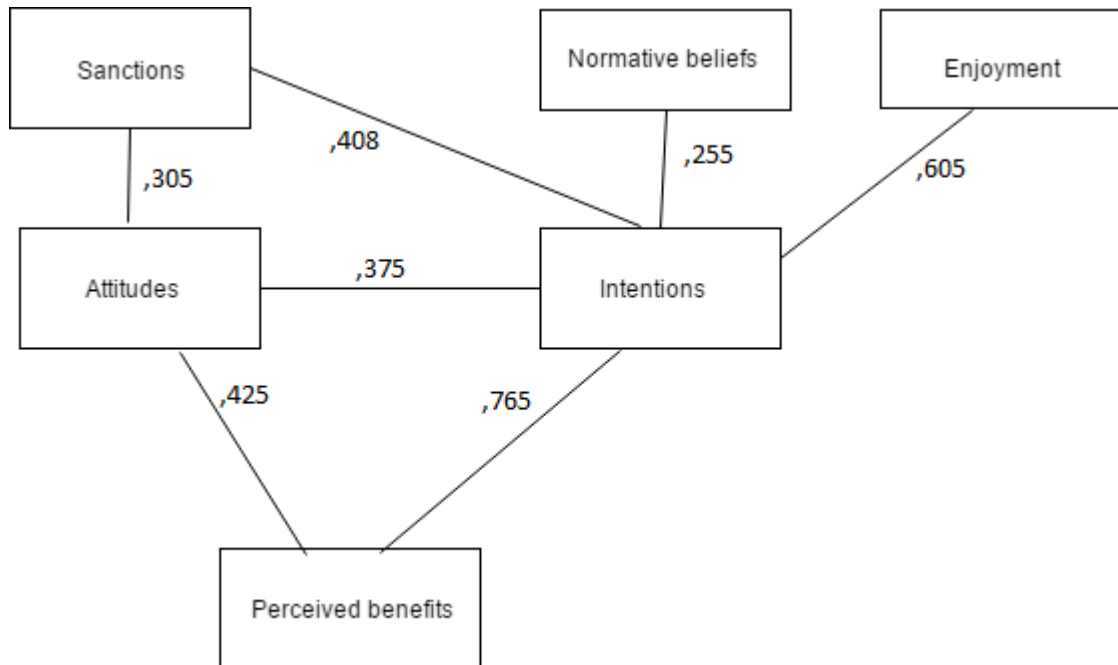 Sanctions
Normative beliefs
Enjoyment
,408
,255
,605
,305
,375
Attitudes
Intentions
,425
,765
Perceived benefits